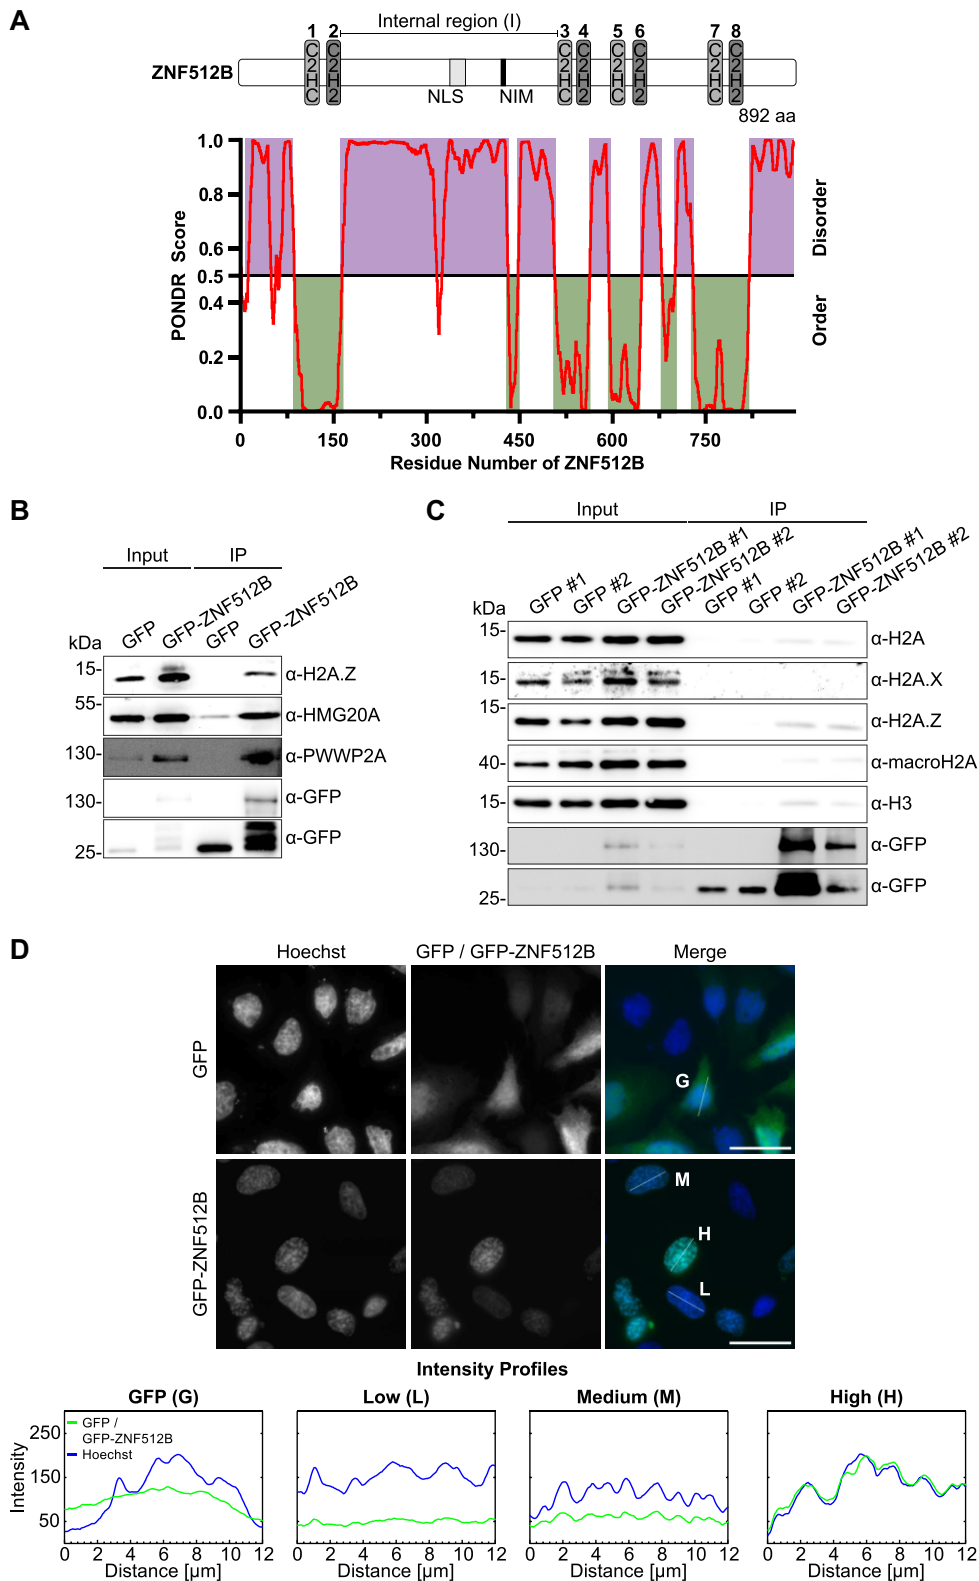 A
Internal region (I)
1 2 3 4 5 6 7 8
ZNF512B
C2HC C2H2 C2HC C2H2 C2HC C2H2 C2HC C2H2
NLS NIM
892 aa
PONDR Score
1.0
0.8
0.6
0.5
0.4
0.2
0.0
Disorder
Order
0 150 300 450 600 750
Residue Number of ZNF512B
B
Input IP
GFP GFP-ZNF512B GFP GFP-ZNF512B
kDa
15- α-H2A.Z
55- α-HMG20A
130- α-PWWP2A
130- α-GFP
25- α-GFP
C
Input IP
GFP #1 GFP #2 GFP-ZNF512B #1 GFP-ZNF512B #2 GFP #1 GFP #2 GFP-ZNF512B #1 GFP-ZNF512B #2
kDa
15- α-H2A
15- α-H2A.X
15- α-H2A.Z
40- α-macroH2A
15- α-H3
130- α-GFP
25- α-GFP
D
Hoechst GFP / GFP-ZNF512B Merge
GFP
G
GFP-ZNF512B
M
H
L
Intensity Profiles
GFP (G) Low (L) Medium (M) High (H)
Intensity
250
150
50
GFP /
GFP-ZNF512B
Hoechst
0 2 4 6 8 10 12 0 2 4 6 8 10 12 0 2 4 6 8 10 12 0 2 4 6 8 10 12
Distance [µm] Distance [µm] Distance [µm] Distance [µm]